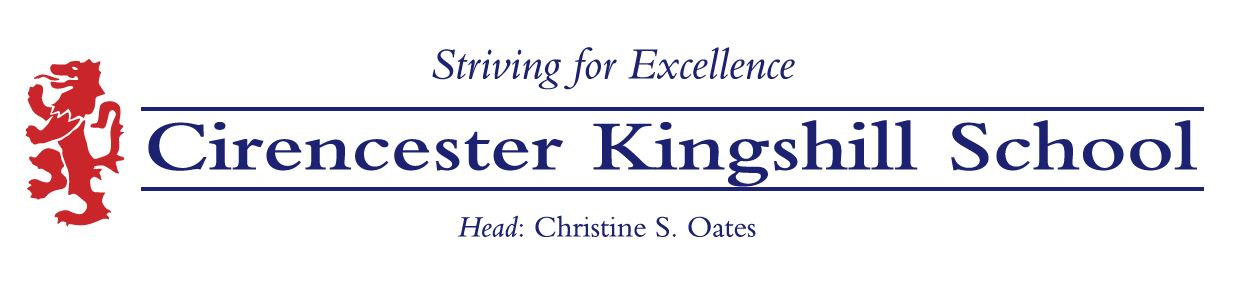 Striving for Excellence
Cirencester Kingshill School
Head: Christine S. Oates